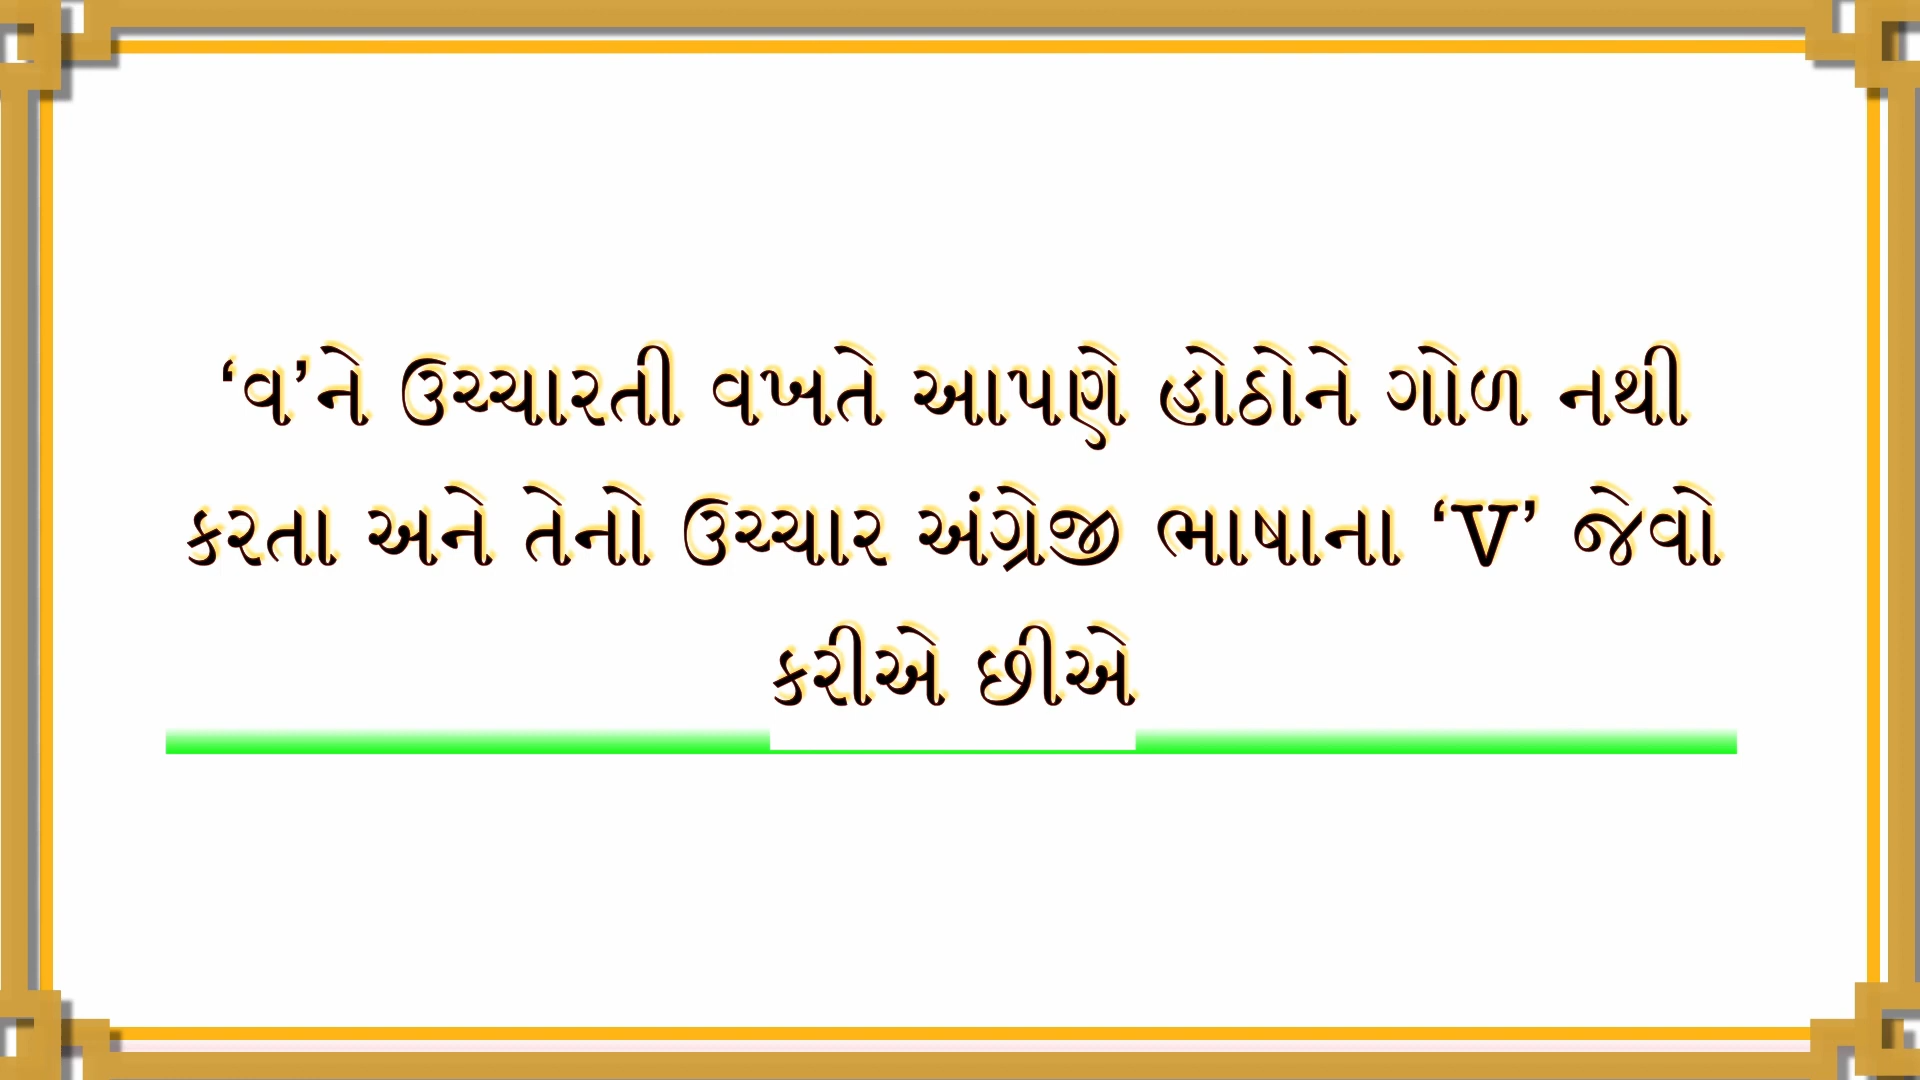 ‘વ’ને ઉચ્ચારતી વખતે આપણે હોઠોને ગોળ નથી
કરતા અને તેનો ઉચ્ચાર અંગ્રેજી ભાષાના ‘V’ જેવો
કરીએ છીએ